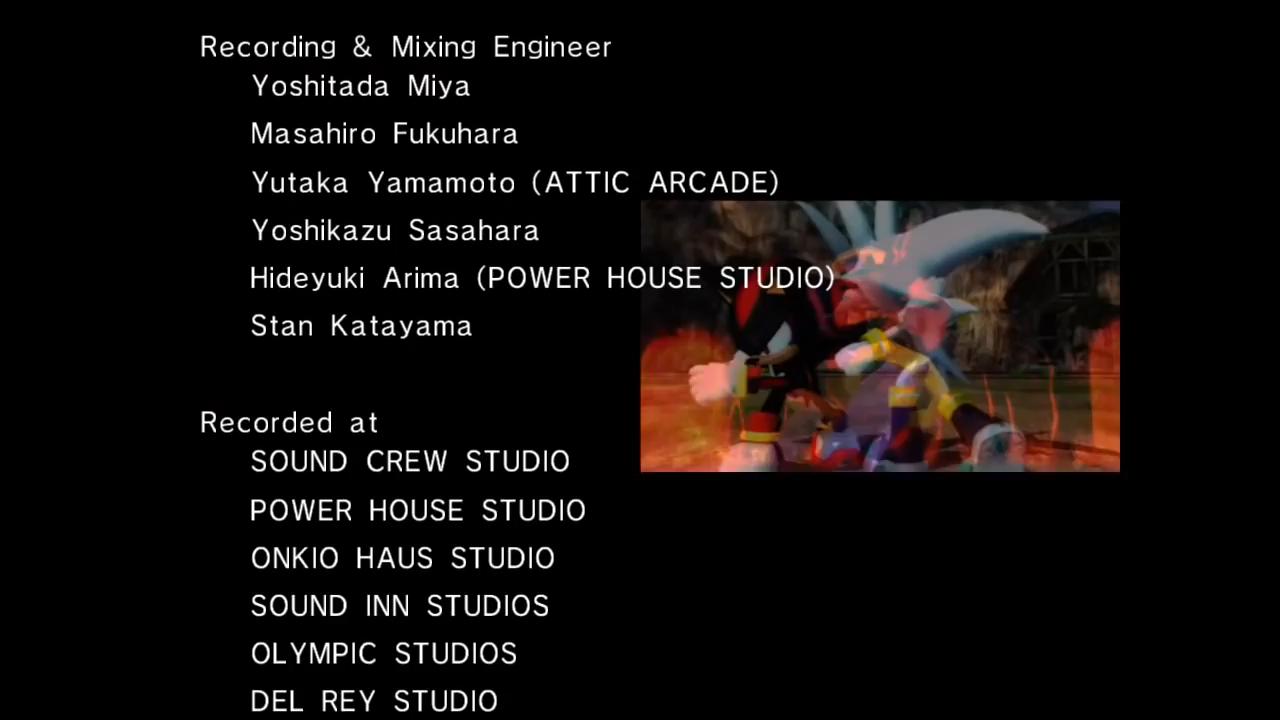 Recording & Mixing Engineer
Yoshitada Miya
Masahiro Fukuhara
Yutaka Yamamoto (ATTIC ARCADE)
Yoshikazu Sasahara
Hideyuki Arima (POWER HOUSE STUDIO)
Stan Katayama
Recorded at
SOUND CREW STUDIO
POWER HOUSE STUDIO
ONKIO HAUS STUDIO
SOUND INN STUDIOS
OLYMPIC STUDIOS
DEL REY STUDIO